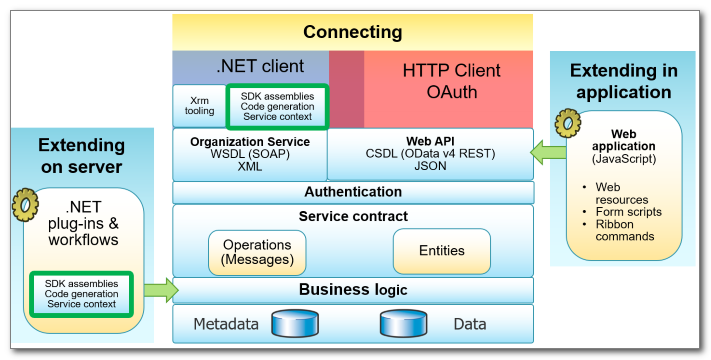 Connecting
.NET client
HTTP Client
OAuth
Xrm
tooling
SDK assemblies
Code generation
Service context
Organization Service
WSDL (SOAP)
XML
Web API
CSDL (OData v4 REST)
JSON
Authentication
Service contract
Operations
(Messages)
Entities
Business logic
Metadata
Data
Extending
on server
.NET
plug-ins &
workflows
SDK assemblies
Code generation
Service context
Extending in
application
Web
application
(JavaScript)
• Web
resources
• Form scripts
• Ribbon
commands